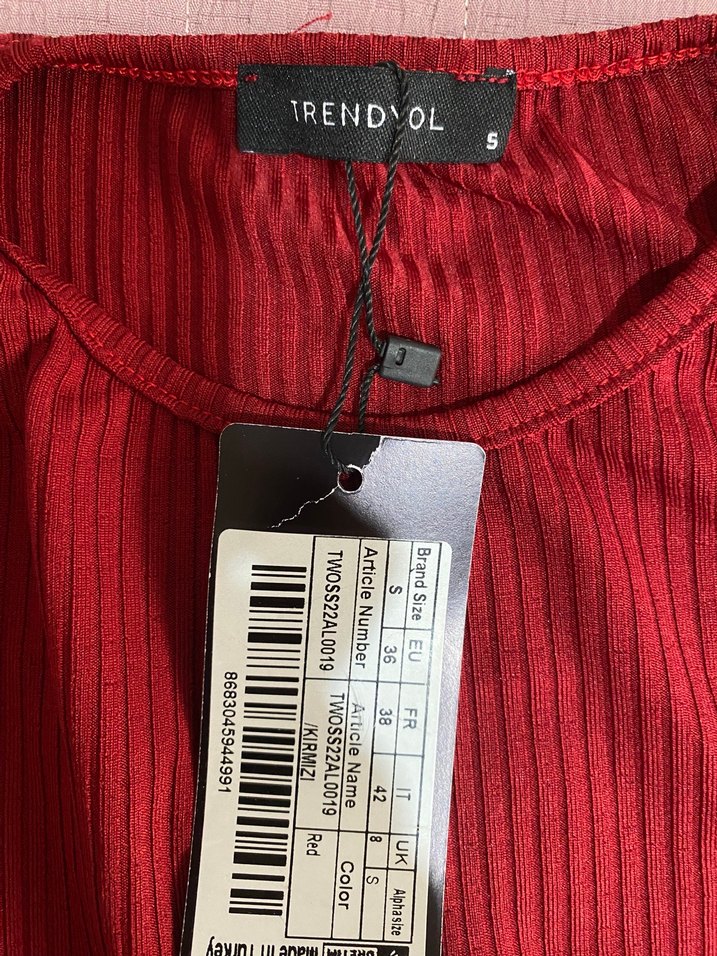 TRENDYOL
S
Brand Size EU FR IT UK Alphasize
S 36 38 42 8 S
Article Number Article Name Color
TWOSS22AL0019 TWOSS22AL0019 Red
/KIRMIZI
8683045944991
Made in Turkey